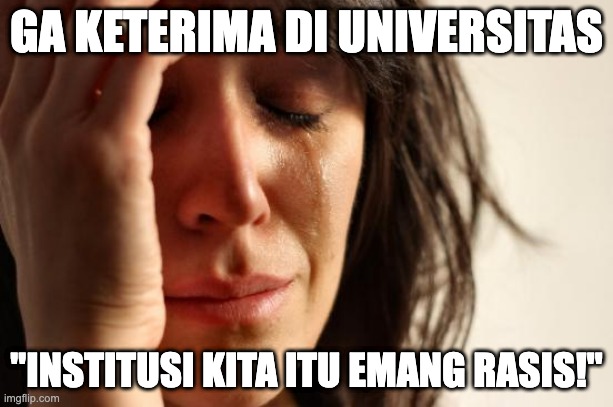 GA KETERIMA DI UNIVERSITAS
"INSTITUSI KITA ITU EMANG RASIS!"
imgflip.com